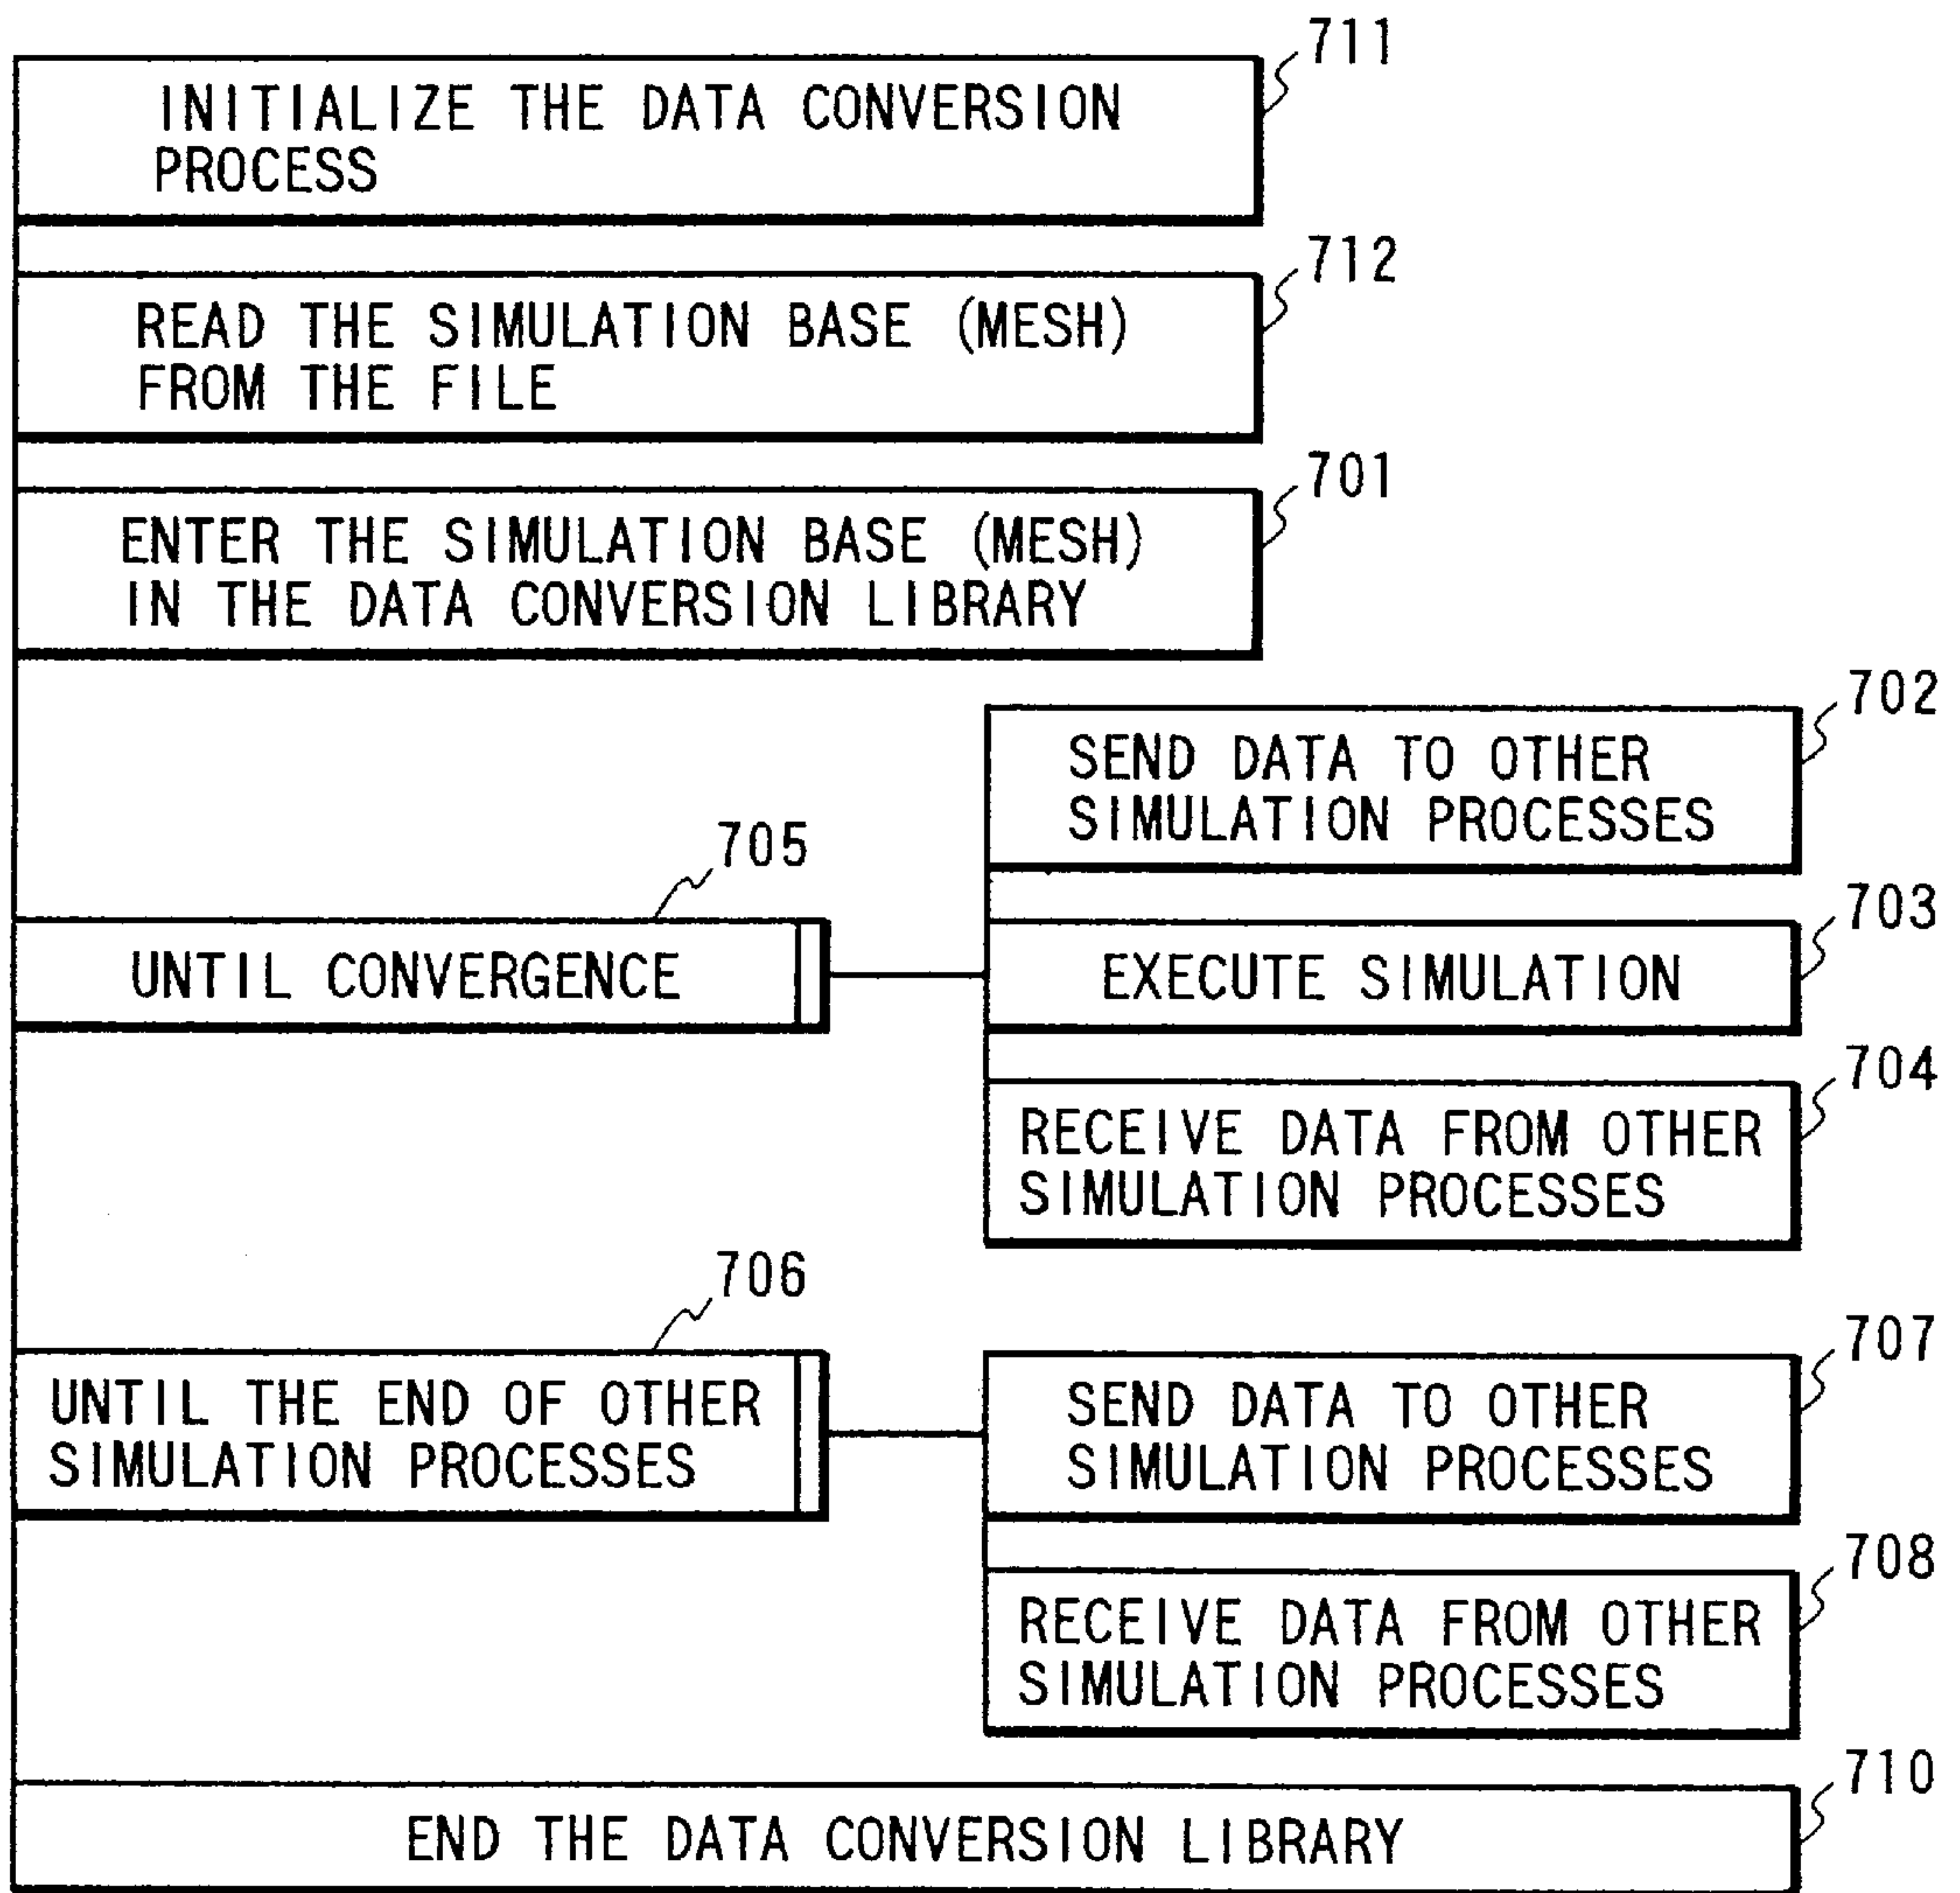 711
INITIALIZE THE DATA CONVERSION
PROCESS
712
READ THE SIMULATION BASE (MESH)
FROM THE FILE
701
ENTER THE SIMULATION BASE (MESH)
IN THE DATA CONVERSION LIBRARY
702
SEND DATA TO OTHER
SIMULATION PROCESSES
705
UNTIL CONVERGENCE
703
EXECUTE SIMULATION
704
RECEIVE DATA FROM OTHER
SIMULATION PROCESSES
706
UNTIL THE END OF OTHER
SIMULATION PROCESSES
707
SEND DATA TO OTHER
SIMULATION PROCESSES
708
RECEIVE DATA FROM OTHER
SIMULATION PROCESSES
710
END THE DATA CONVERSION LIBRARY